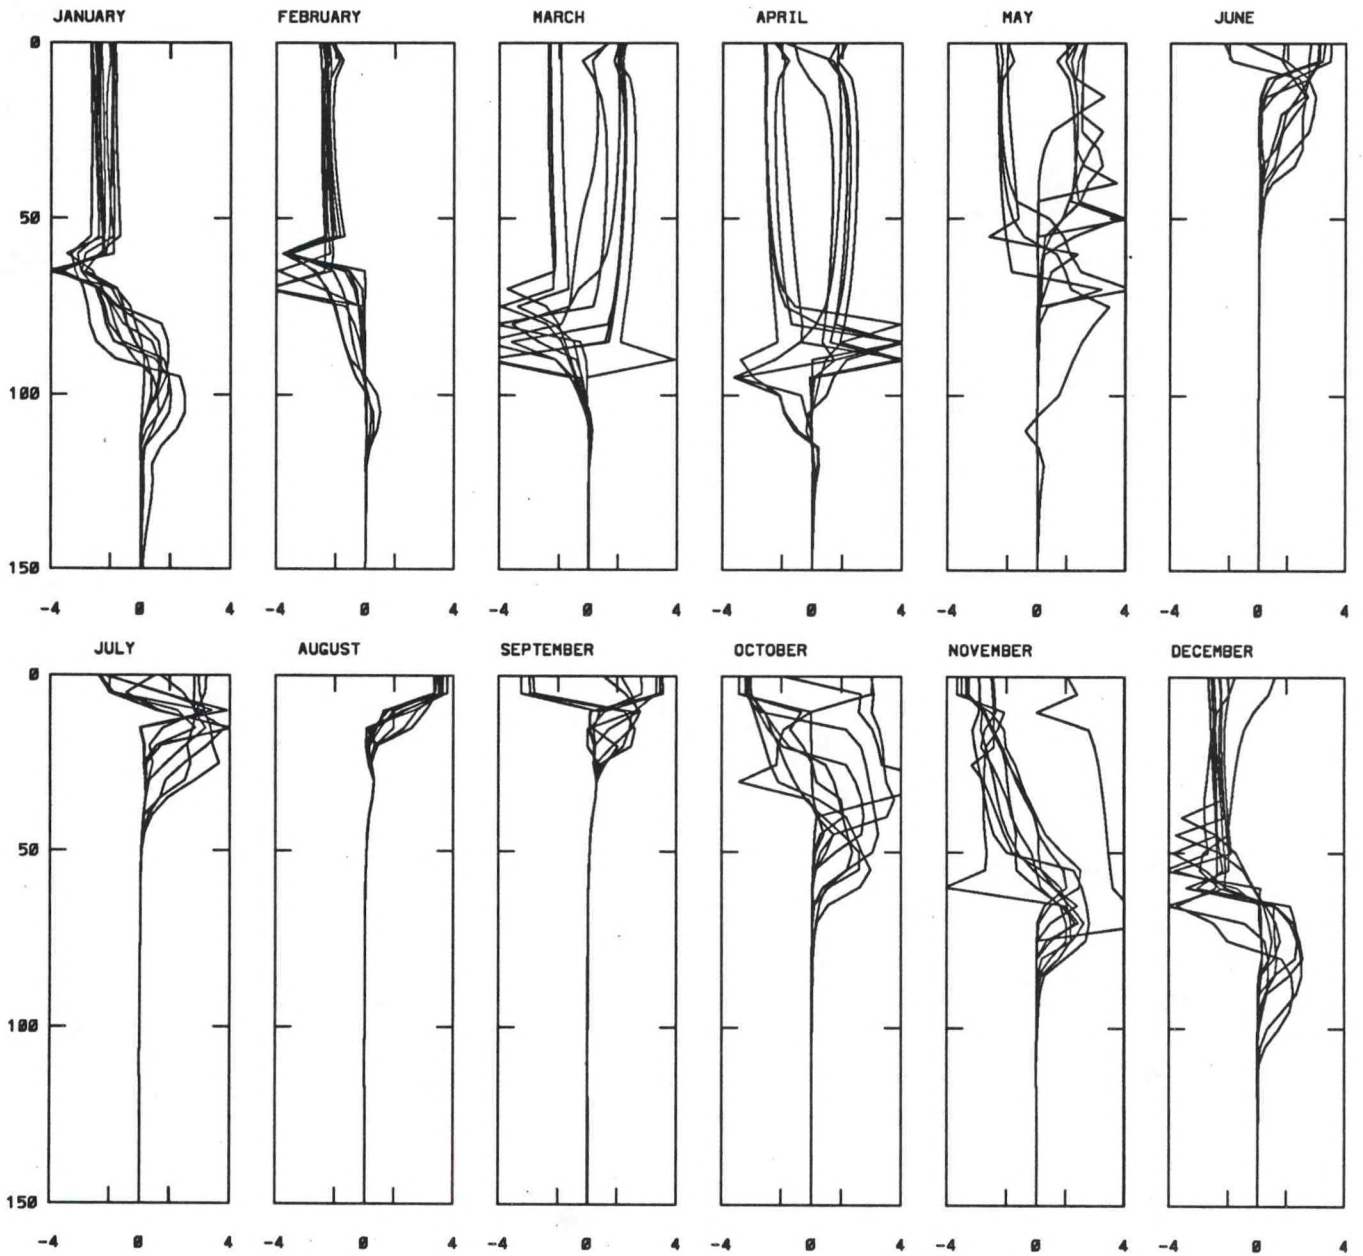 JANUARY FEBRUARY MARCH APRIL MAY JUNE
0
50
100
150
-4 0 4 -4 0 4 -4 0 4 -4 0 4 -4 0 4 -4 0 4
JULY AUGUST SEPTEMBER OCTOBER NOVEMBER DECEMBER
0
50
100
150
-4 0 4 -4 0 4 -4 0 4 -4 0 4 -4 0 4 -4 0 4